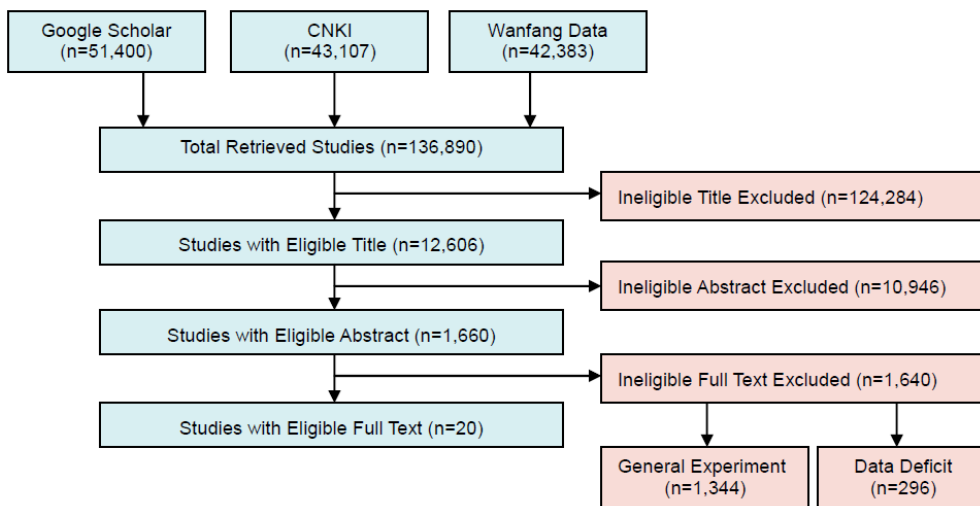 Google Scholar
(n=51,400)
CNKI
(n=43,107)
Wanfang Data
(n=42,383)
Total Retrieved Studies (n=136,890)
Ineligible Title Excluded (n=124,284)
Studies with Eligible Title (n=12,606)
Ineligible Abstract Excluded (n=10,946)
Studies with Eligible Abstract (n=1,660)
Ineligible Full Text Excluded (n=1,640)
Studies with Eligible Full Text (n=20)
General Experiment
(n=1,344)
Data Deficit
(n=296)